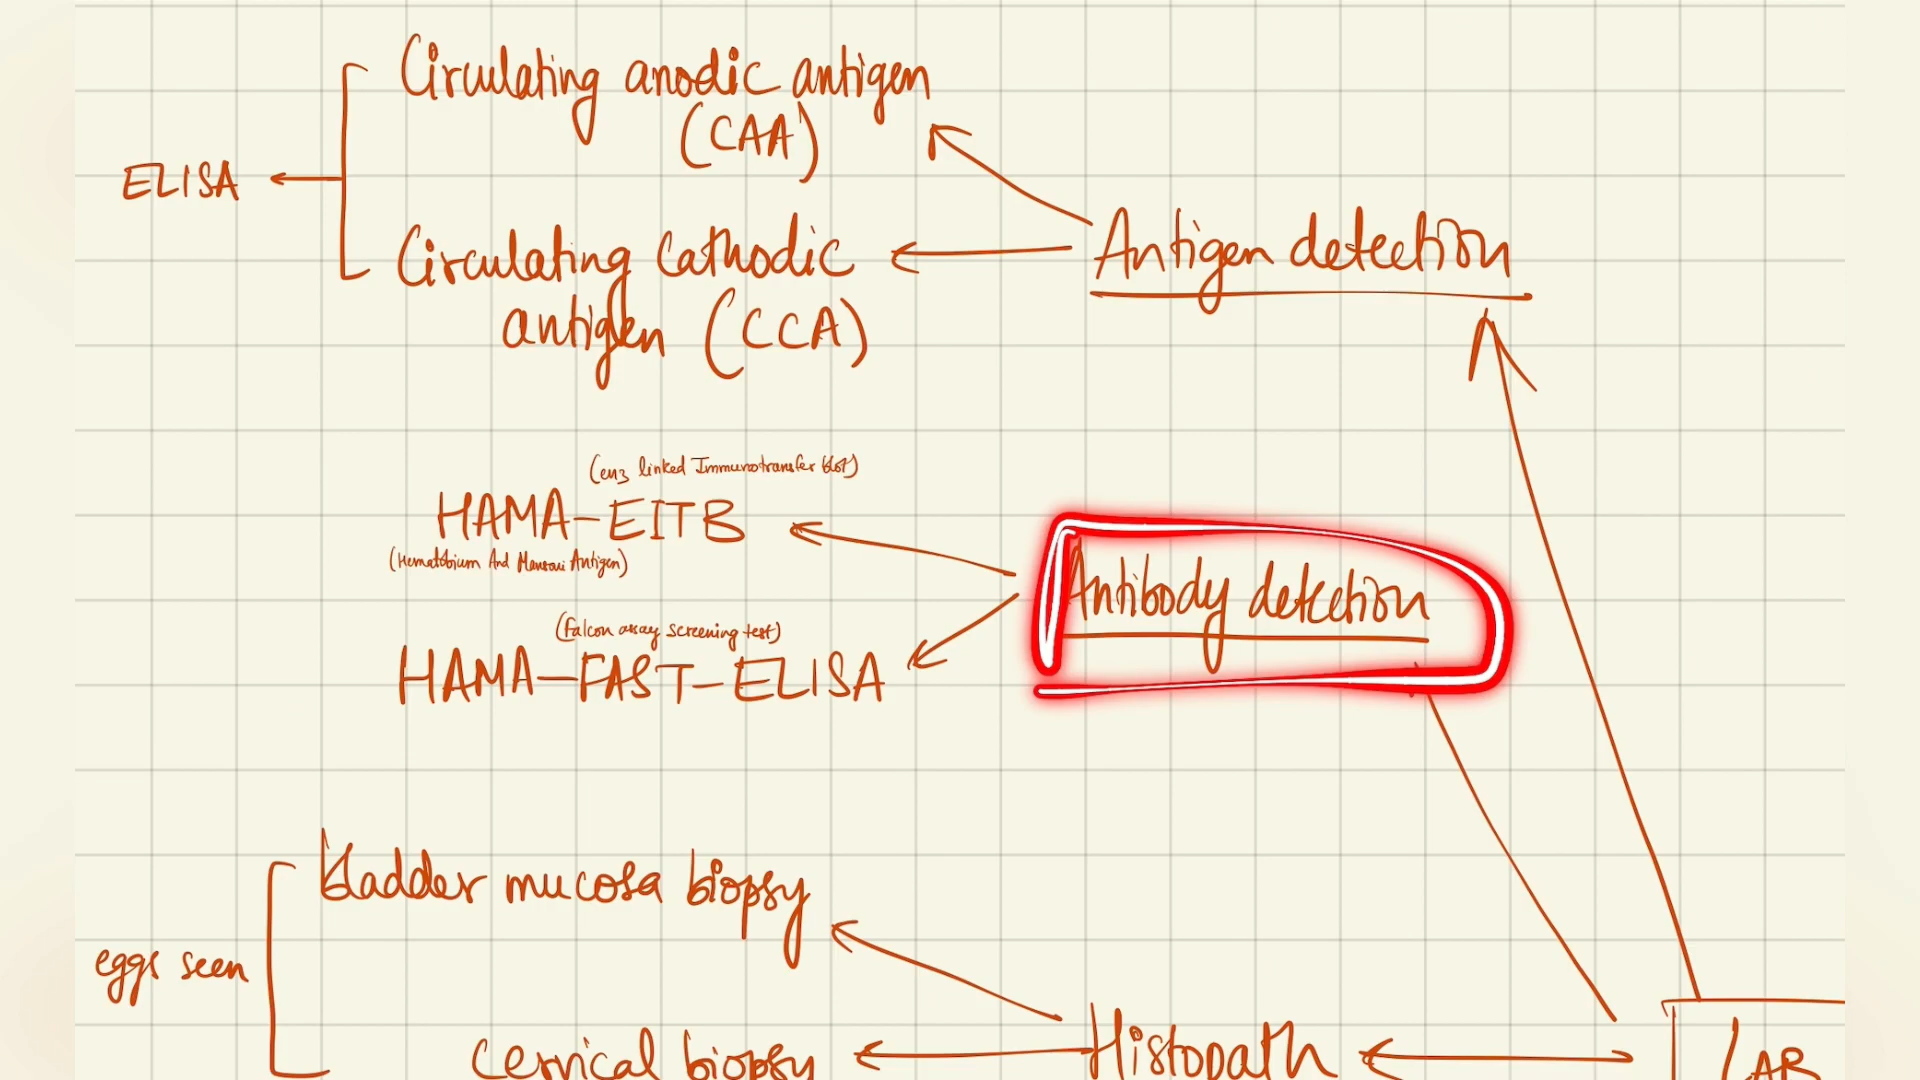 Circulating anodic antigen
(CAA)
ELISA
Circulating Cathodic
antigen (CCA)
Antigen detection
(enz linked Immunotransfer blot)
HAMA-EITB
(Hematobium And Mansoni Antigen)
Antibody detection
(Falcon assay screening test)
HAMA-FAST-ELISA
bladder mucosa biopsy
eggs seen
cervical biopsy
Histopath
LAB